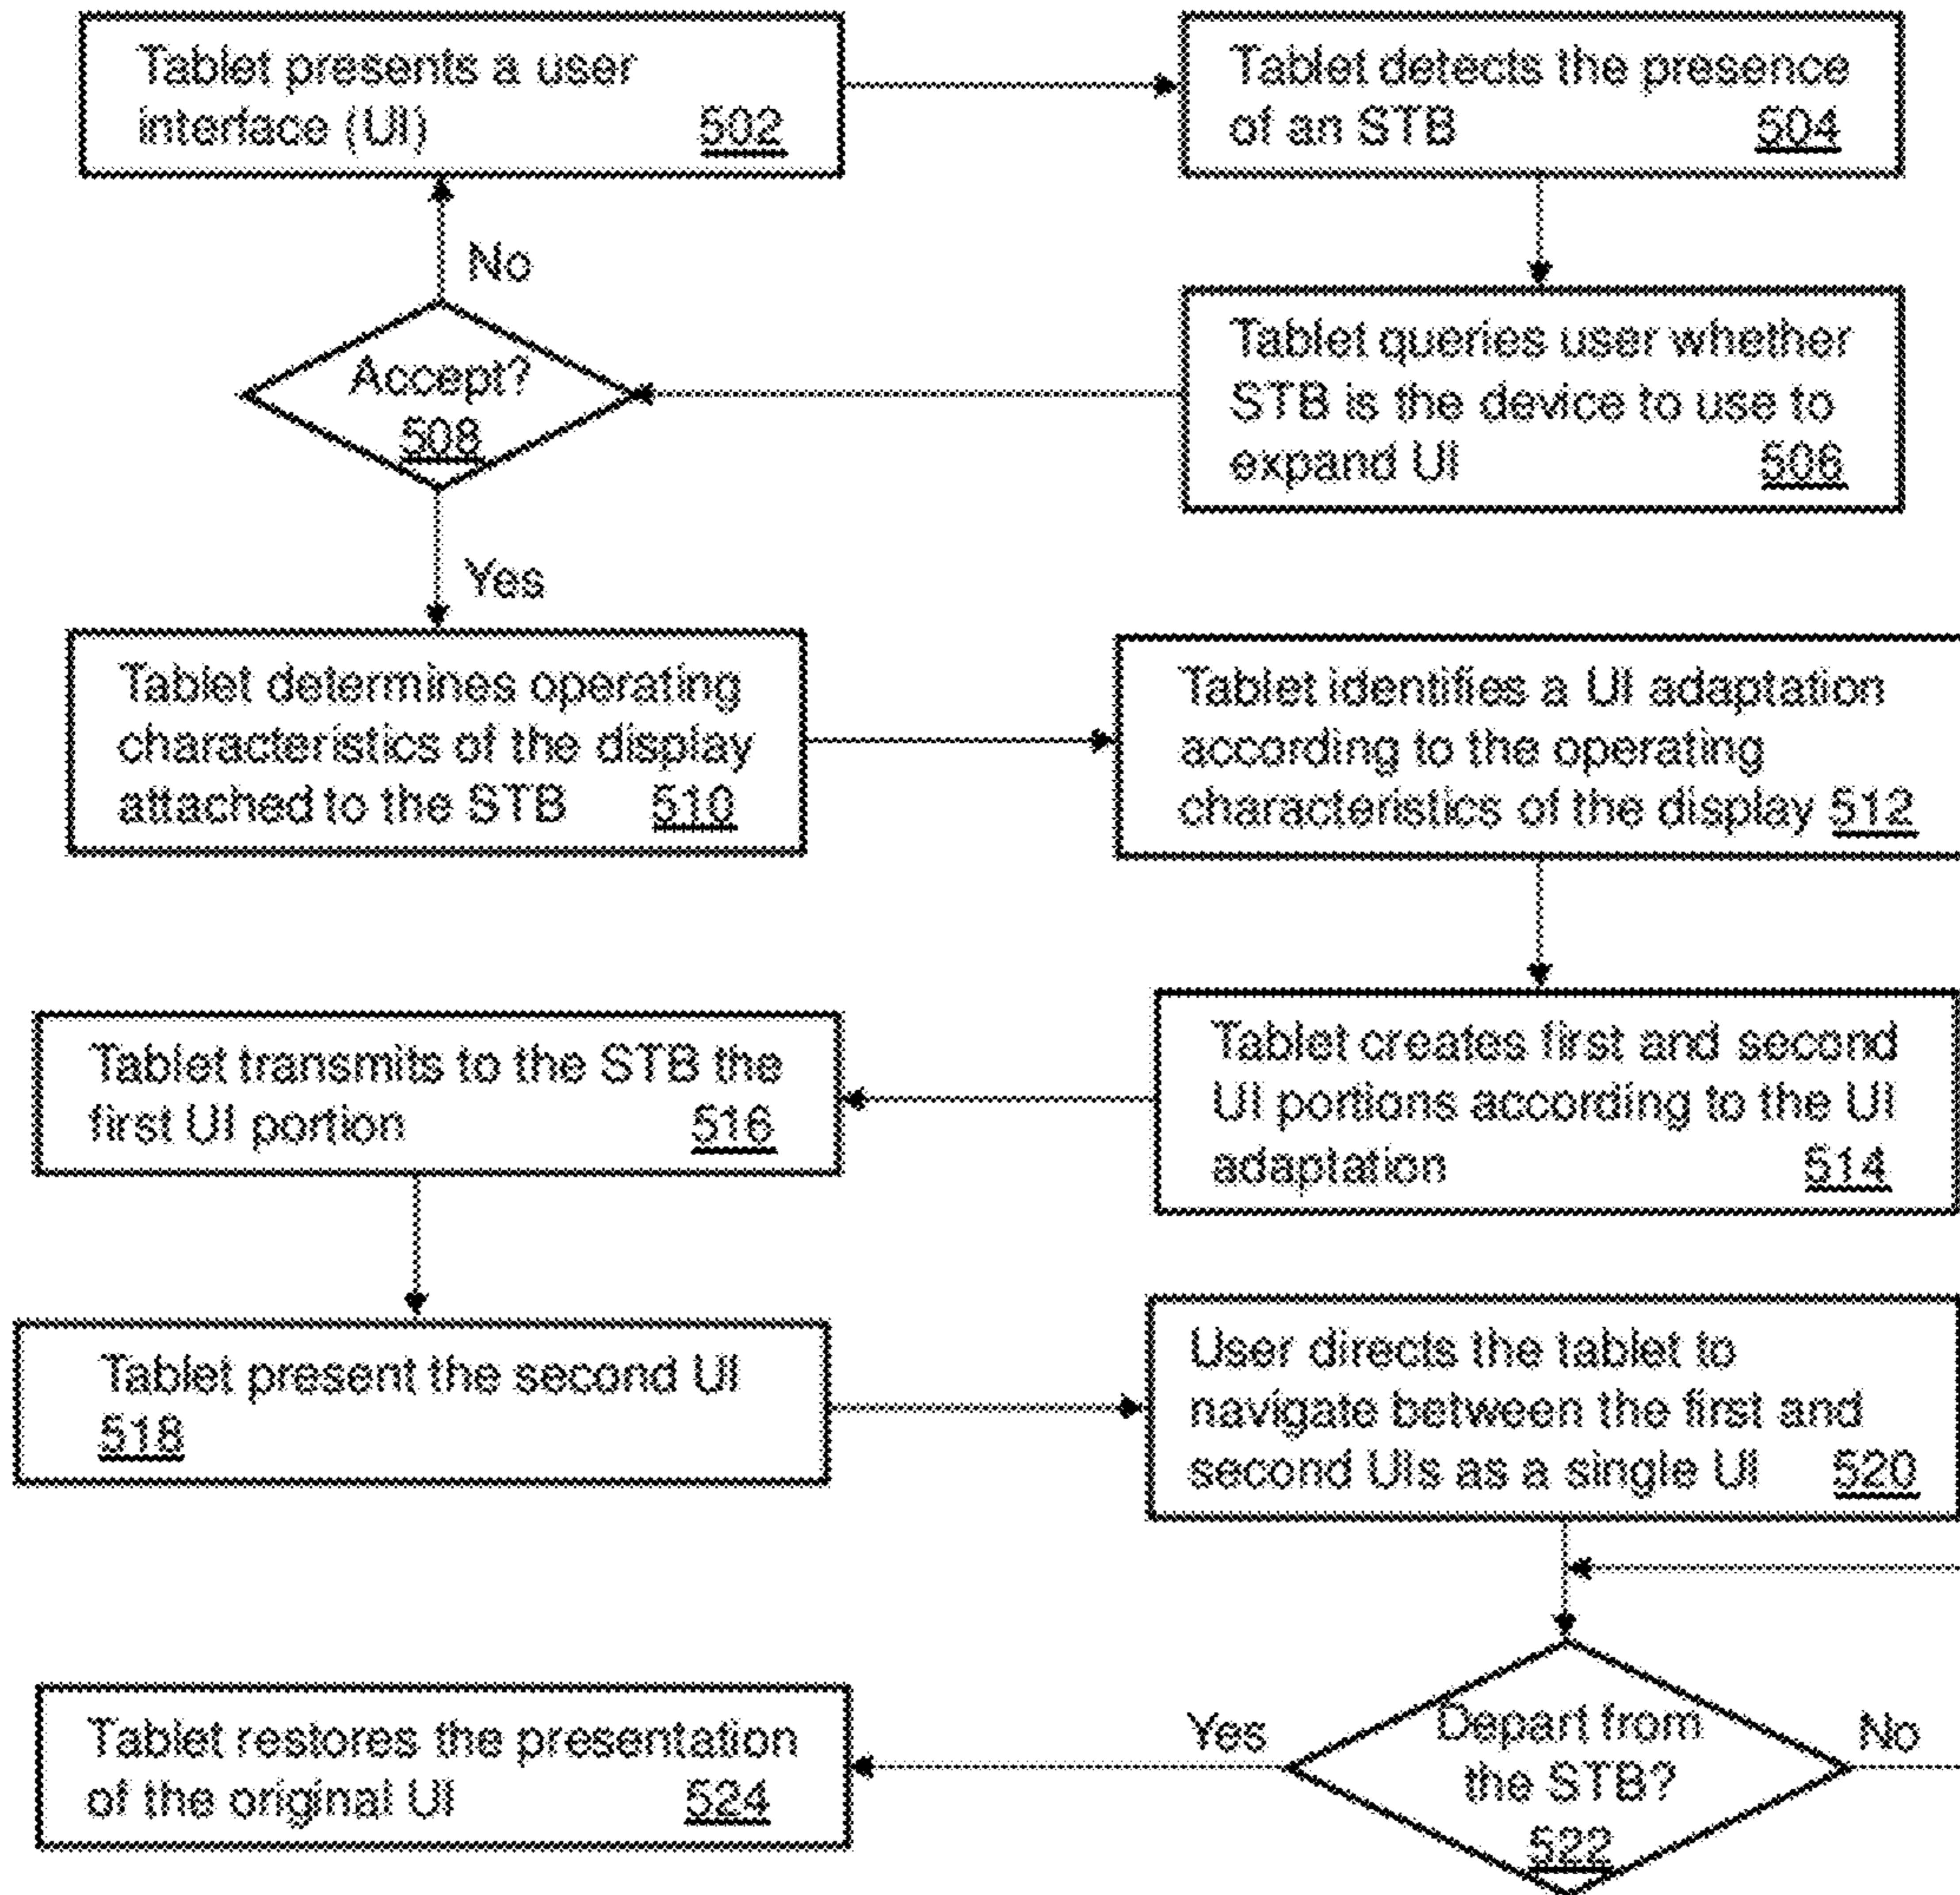 Tablet presents a user
interface (UI) 502
Tablet detects the presence
of an STB 504
No
Accept?
508
Tablet queries user whether
STB is the device to use to
expand UI 506
Yes
Tablet determines operating
characteristics of the display
attached to the STB 510
Tablet identifies a UI adaptation
according to the operating
characteristics of the display 512
Tablet creates first and second
UI portions according to the UI
adaptation 514
Tablet transmits to the STB the
first UI portion 516
Tablet present the second UI
518
User directs the tablet to
navigate between the first and
second UIs as a single UI 520
Depart from
the STB?
522
Yes
No
Tablet restores the presentation
of the original UI 524